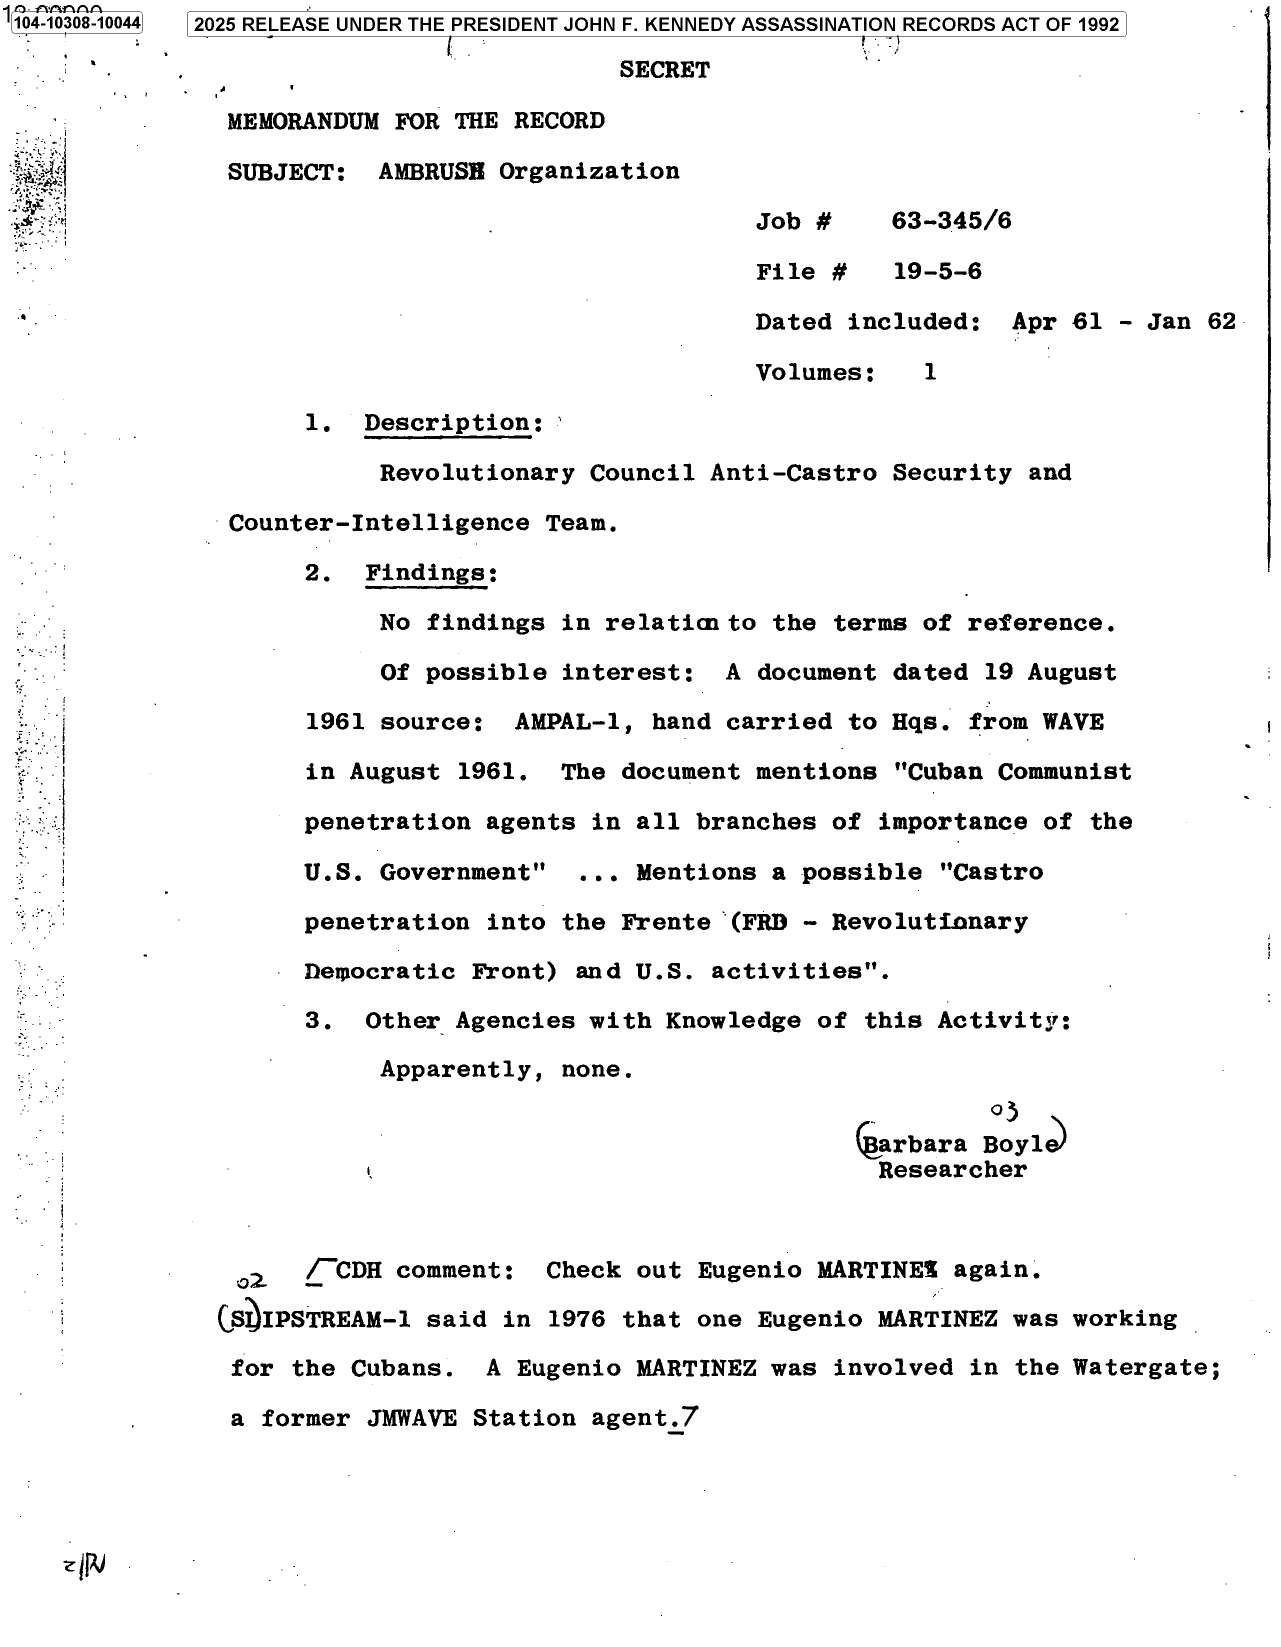 104-10308-10044
2025 RELEASE UNDER THE PRESIDENT JOHN F. KENNEDY ASSASSINATION RECORDS ACT OF 1992
SECRET
MEMORANDUM FOR THE RECORD
SUBJECT: AMBRUSH Organization
Job # 63-345/6
File # 19-5-6
Dated included: Apr 61 - Jan 62
Volumes: 1
1. Description:
Revolutionary Council Anti-Castro Security and
Counter-Intelligence Team.
2. Findings:
No findings in relation to the terms of reference.
Of possible interest: A document dated 19 August
1961 source: AMPAL-1, hand carried to Hqs. from WAVE
in August 1961. The document mentions "Cuban Communist
penetration agents in all branches of importance of the
U.S. Government" ... Mentions a possible "Castro
penetration into the Frente (FRD - Revolutionary
Democratic Front) and U.S. activities".
3. Other Agencies with Knowledge of this Activity:
Apparently, none.
03
(Barbara Boyle)
Researcher
02 [CDH comment: Check out Eugenio MARTINEZ again.
(SL)IPSTREAM-1 said in 1976 that one Eugenio MARTINEZ was working
for the Cubans. A Eugenio MARTINEZ was involved in the Watergate;
a former JMWAVE Station agent.]